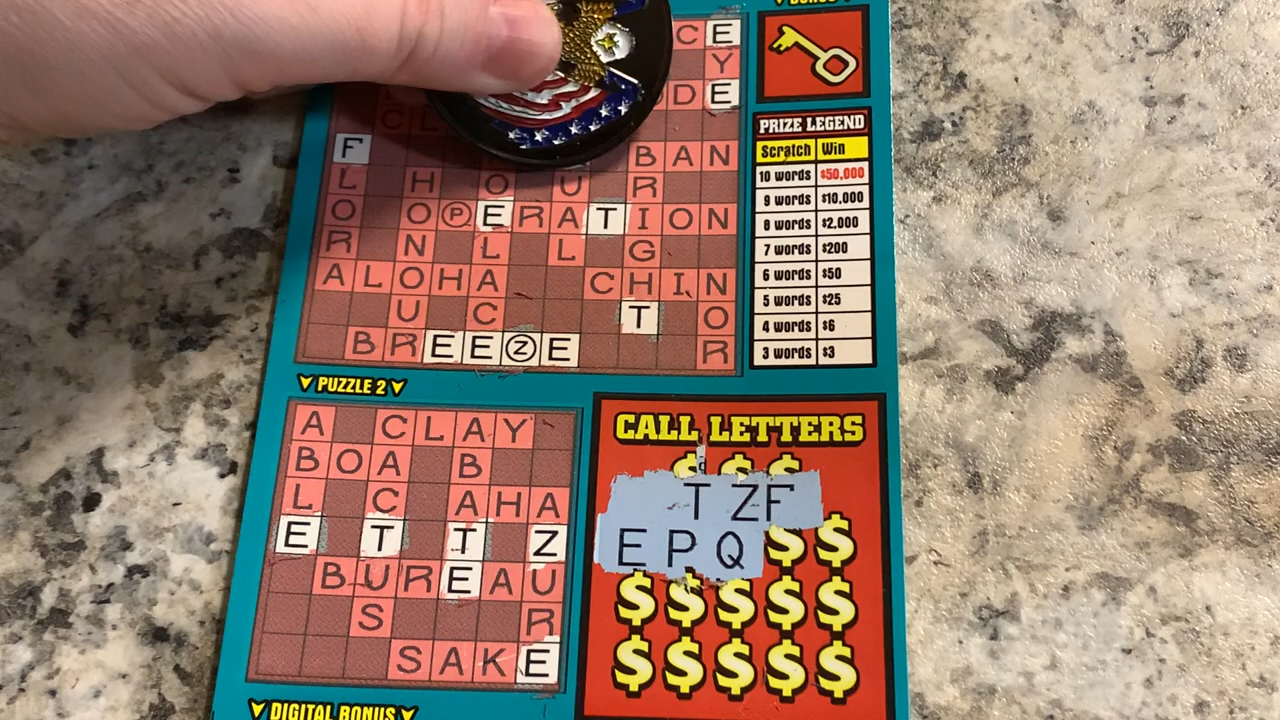 BONUS
C E
Y
D E
C L
F B A N
L H O U R
O O P E R A T I O N
R N L L G
A L O H A A C H I N
U C T O
B R E E Z E R
PRIZE LEGEND
Scratch Win
10 words $50,000
9 words $10,000
8 words $2,000
7 words $200
6 words $50
5 words $25
4 words $6
3 words $3
PUZZLE 2
A C L A Y
B O A B
L C A H A
E T T Z
B U R E A U
S R
S A K E
CALL LETTERS
T Z F
E P Q
DIGITAL BONUS